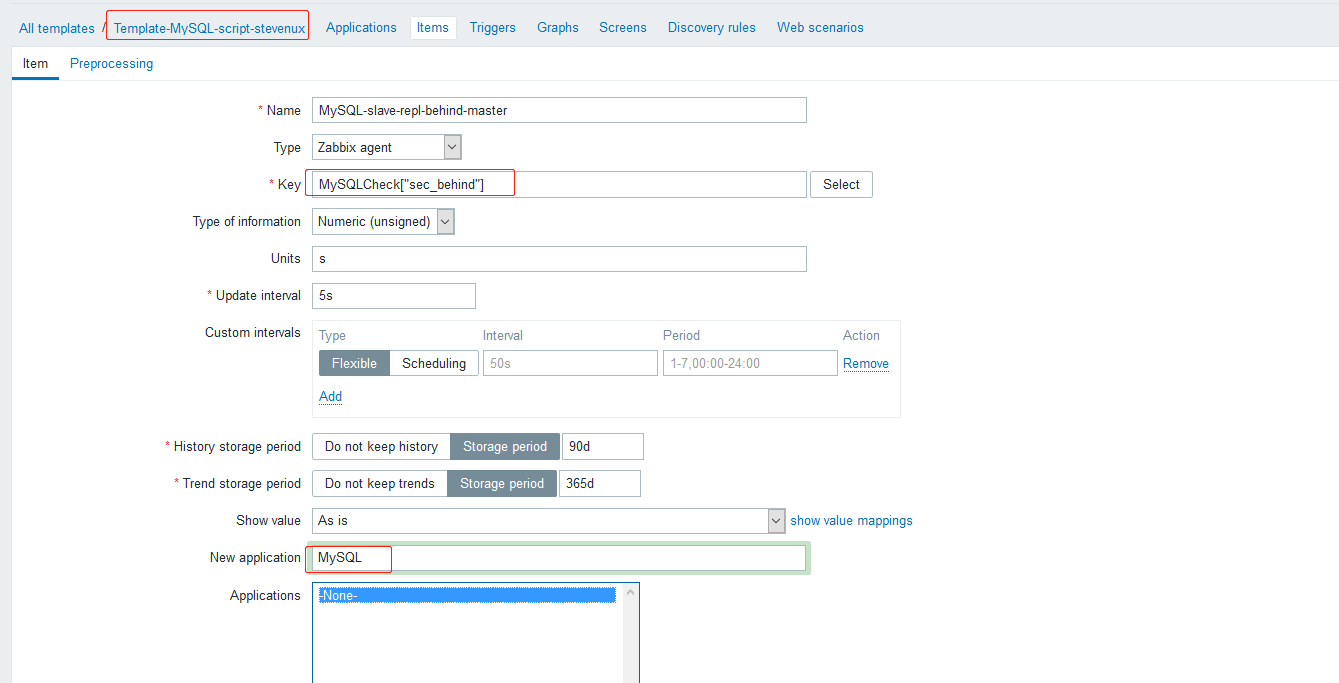 All templates / Template-MySQL-script-stevenux Applications Items Triggers Graphs Screens Discovery rules Web scenarios
Item Preprocessing
* Name MySQL-slave-repl-behind-master
Type Zabbix agent
* Key MySQLCheck["sec_behind"] Select
Type of information Numeric (unsigned)
Units s
* Update interval 5s
Custom intervals Type Interval Period Action
Flexible Scheduling 50s 1-7,00:00-24:00 Remove
Add
* History storage period Do not keep history Storage period 90d
* Trend storage period Do not keep trends Storage period 365d
Show value As is show value mappings
New application MySQL
Applications -None-